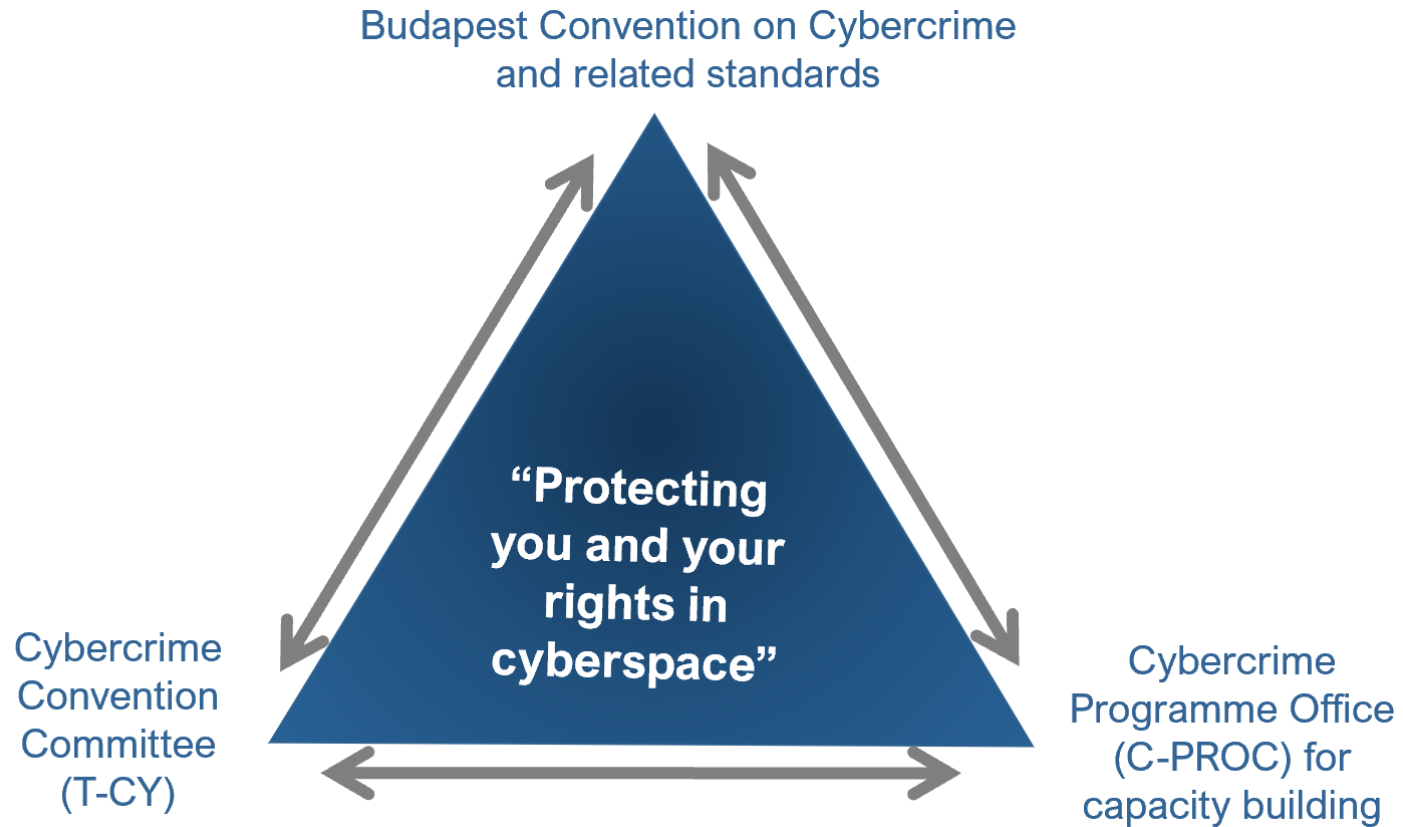 Budapest Convention on Cybercrime
and related standards
“Protecting
you and your
rights in
cyberspace”
Cybercrime
Convention
Committee
(T-CY)
Cybercrime
Programme Office
(C-PROC) for
capacity building